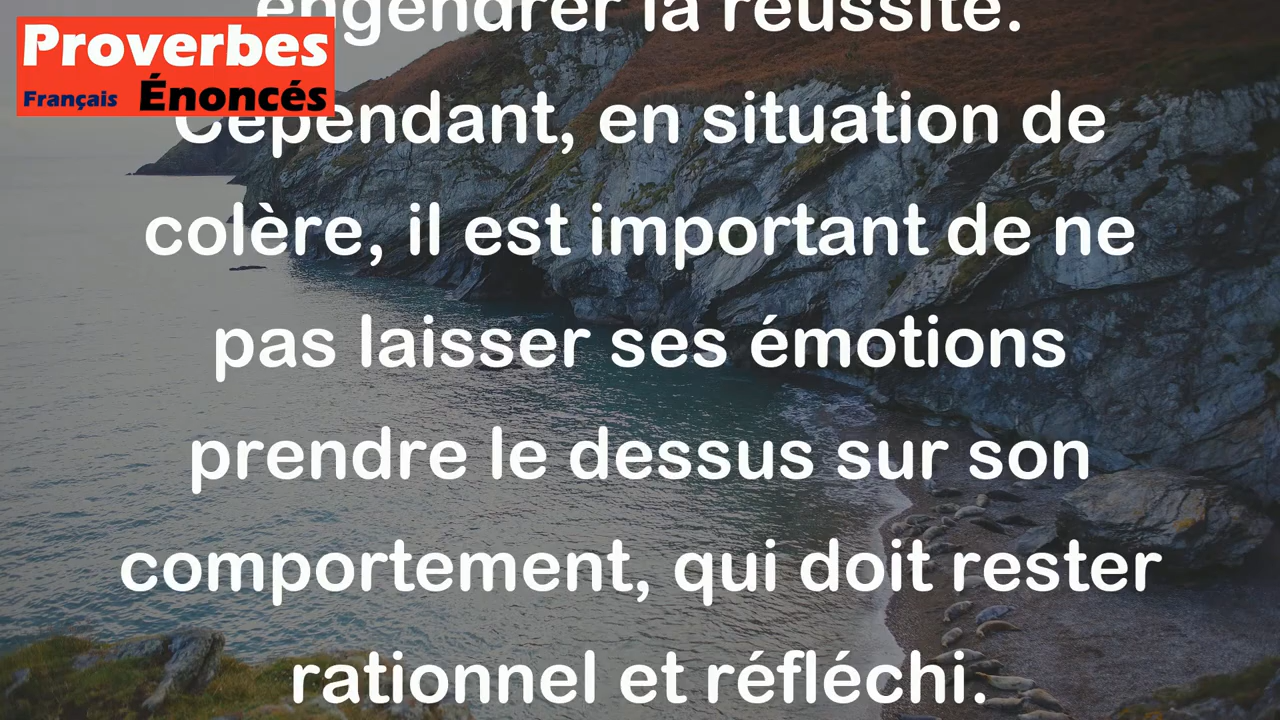 engendrer la réussite.
Proverbes
Français Énoncés
Cependant, en situation de
colère, il est important de ne
pas laisser ses émotions
prendre le dessus sur son
comportement, qui doit rester
rationnel et réfléchi.